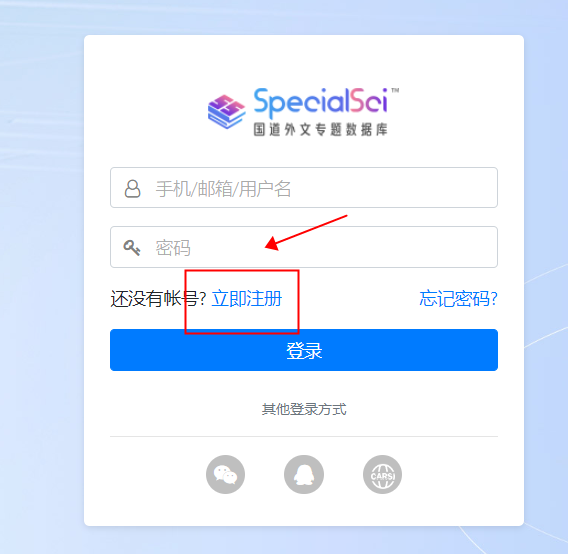 SpecialSci™
国道外文专题数据库
手机/邮箱/用户名
密码
还没有帐号? 立即注册 忘记密码?
登录
其他登录方式
CARSI